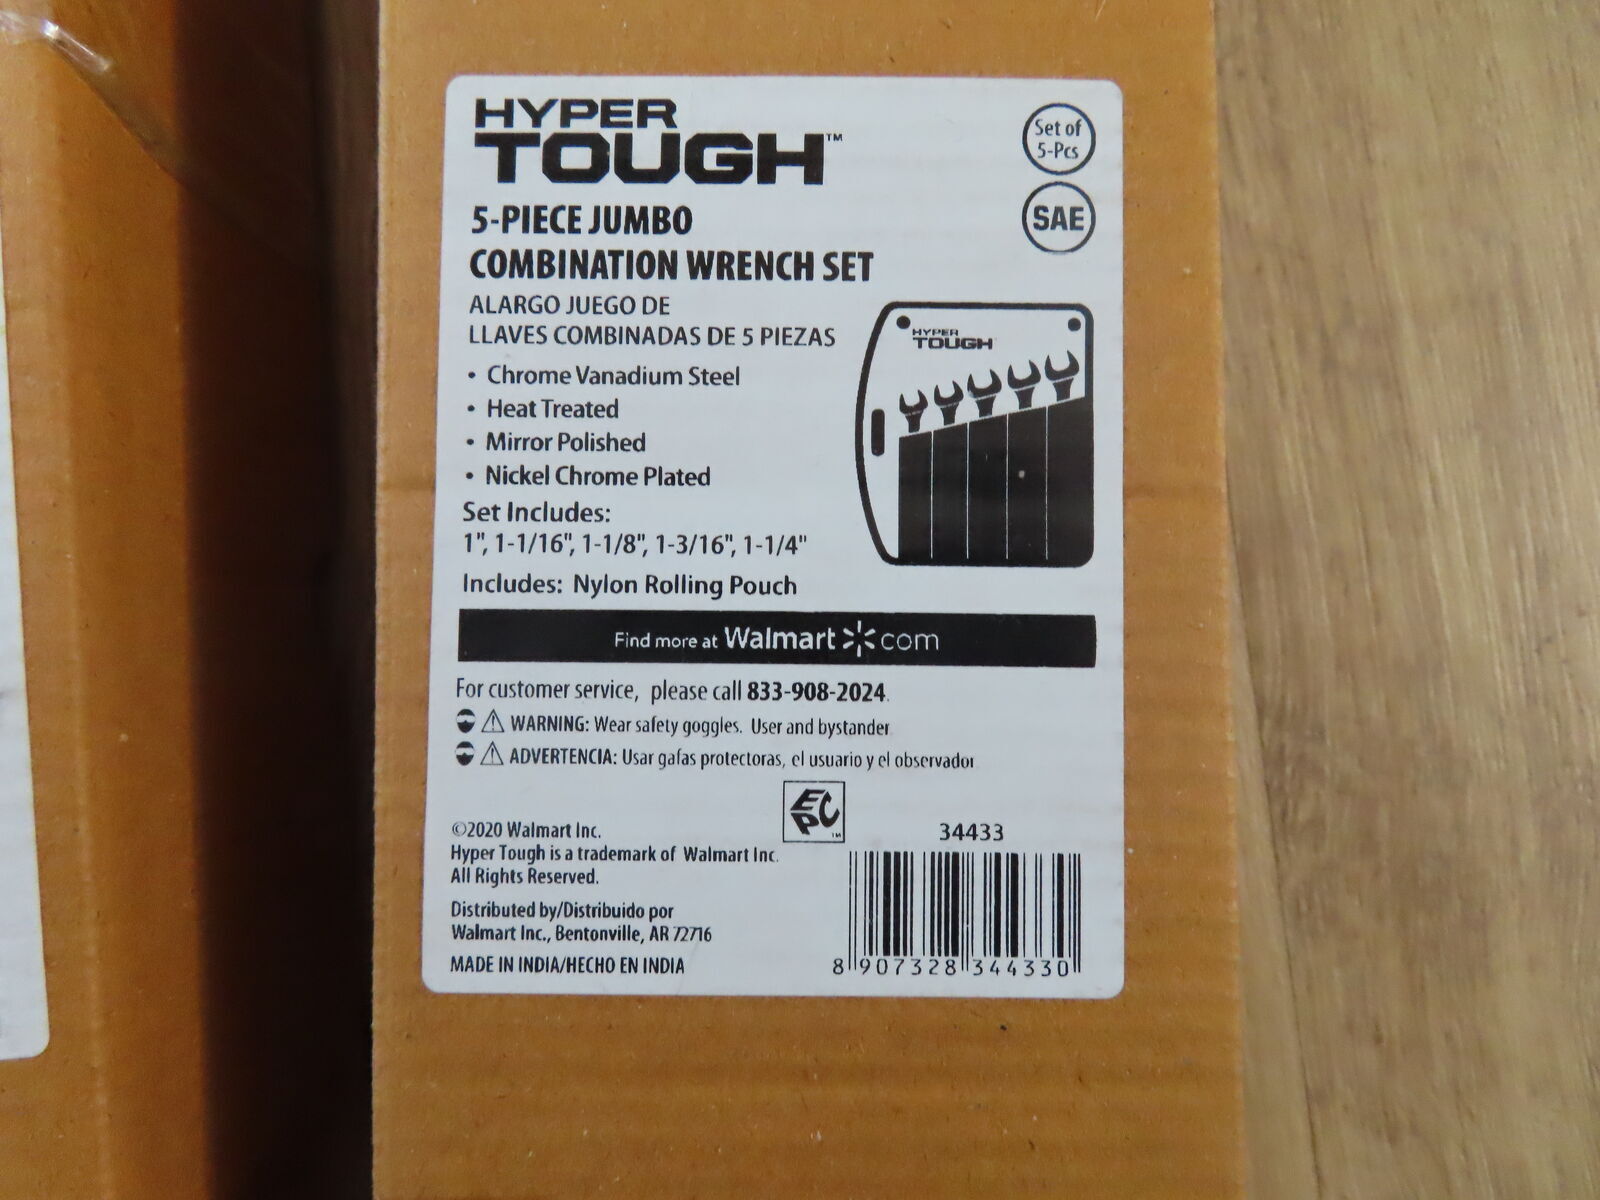 HYPER
TOUGH™
Set of
5-Pcs
SAE
5-PIECE JUMBO
COMBINATION WRENCH SET
ALARGO JUEGO DE
LLAVES COMBINADAS DE 5 PIEZAS
• Chrome Vanadium Steel
• Heat Treated
• Mirror Polished
• Nickel Chrome Plated
HYPER
TOUGH
Set Includes:
1", 1-1/16", 1-1/8", 1-3/16", 1-1/4"
Includes: Nylon Rolling Pouch
Find more at Walmart com
For customer service, please call 833-908-2024.
⚠ WARNING: Wear safety goggles. User and bystander
⚠ ADVERTENCIA: Usar gafas protectoras, el usuario y el observador
EPC™
©2020 Walmart Inc.
Hyper Tough is a trademark of Walmart Inc.
All Rights Reserved.
Distributed by/Distribuido por
Walmart Inc., Bentonville, AR 72716
MADE IN INDIA/HECHO EN INDIA
34433
8 907328 344330